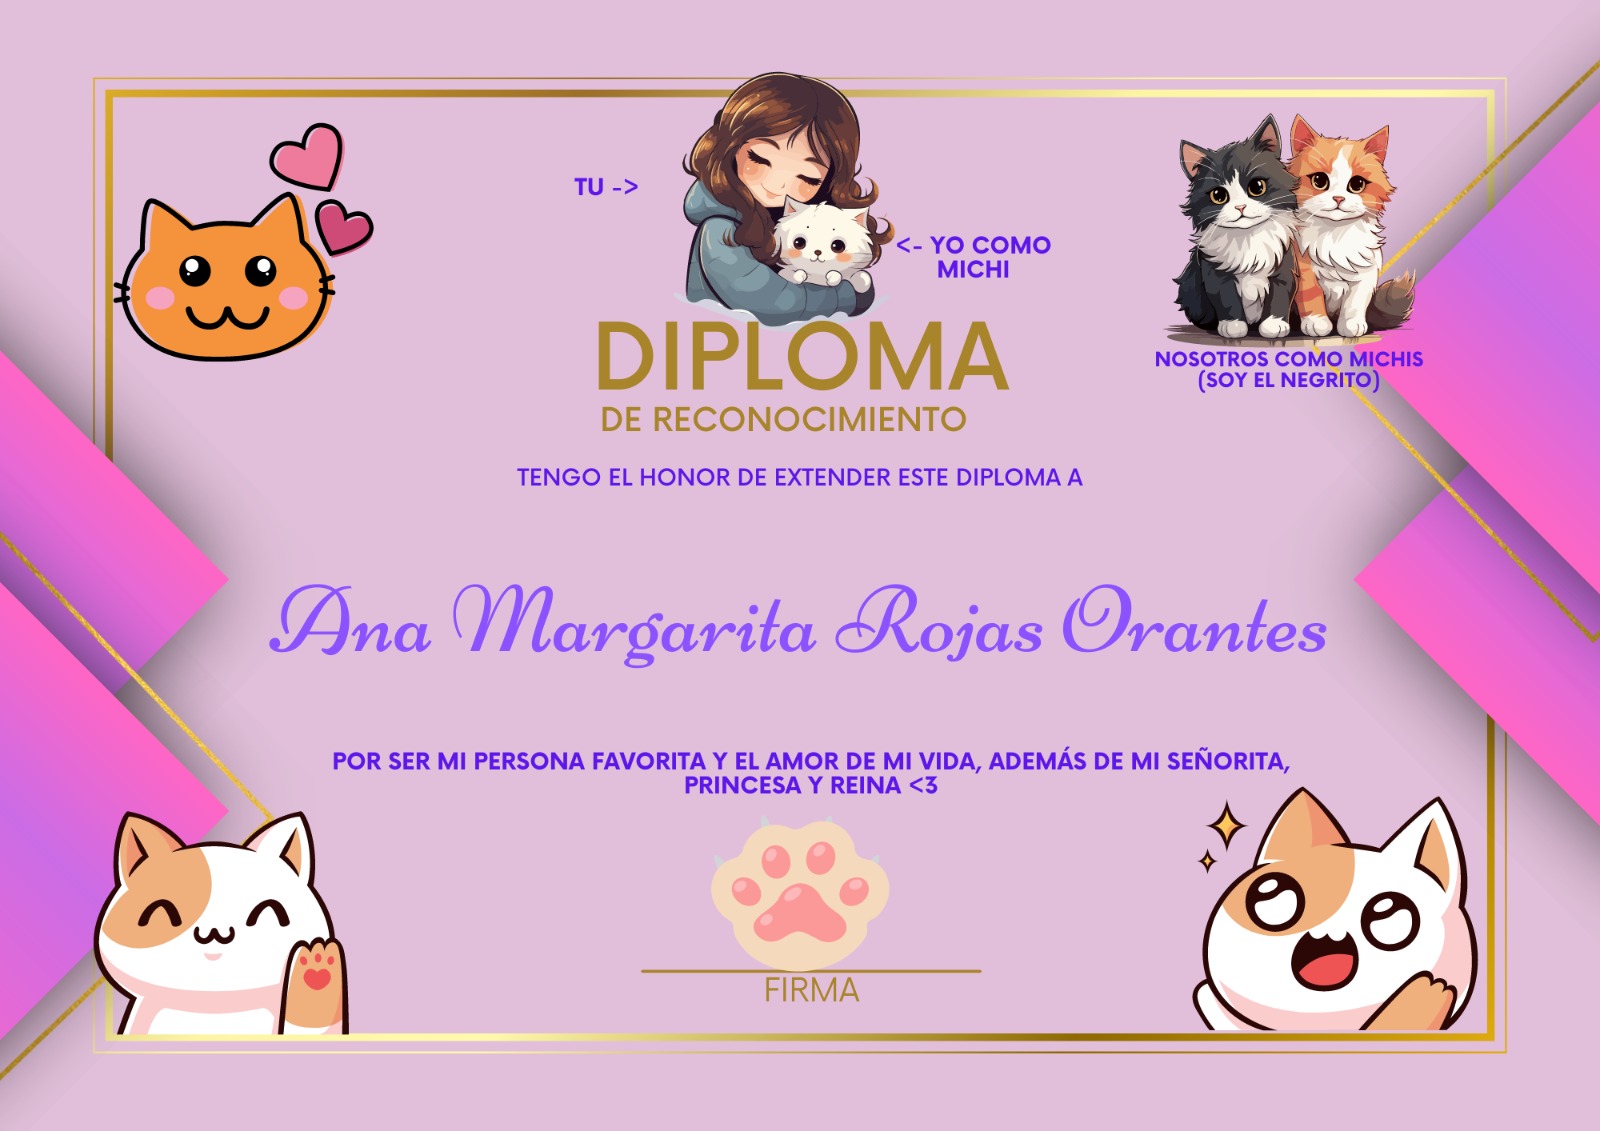 TU ->
<- YO COMO
MICHI
NOSOTROS COMO MICHIS
(SOY EL NEGRITO)
DIPLOMA
DE RECONOCIMIENTO
TENGO EL HONOR DE EXTENDER ESTE DIPLOMA A
Ana Margarita Rojas Orantes
POR SER MI PERSONA FAVORITA Y EL AMOR DE MI VIDA, ADEMÁS DE MI SEÑORITA,
PRINCESA Y REINA <3
FIRMA